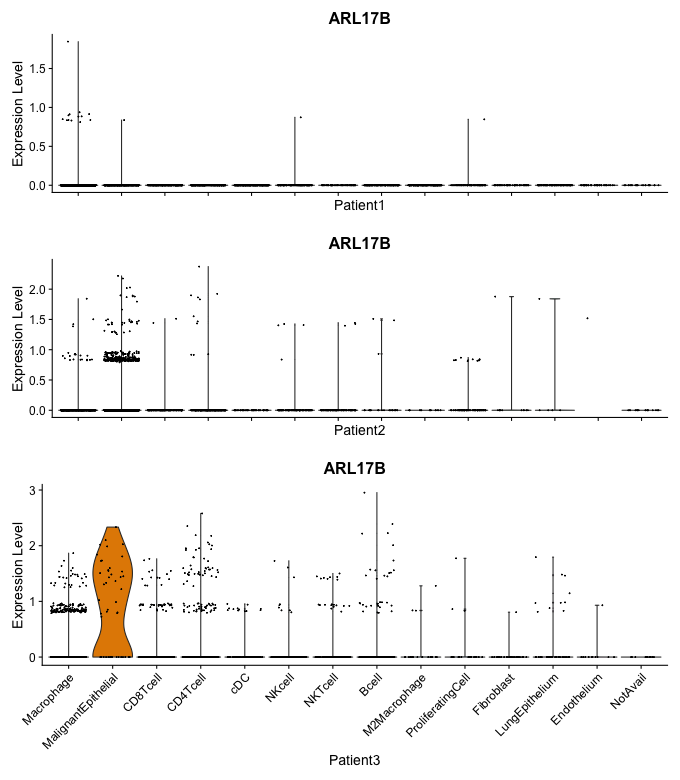 ARL17B
Expression Level
1.5
1.0
0.5
0.0
Patient1
ARL17B
Expression Level
2.0
1.5
1.0
0.5
0.0
Patient2
ARL17B
Expression Level
3
2
1
0
Macrophage
MalignantEpithelial
CD8Tcell
CD4Tcell
cDC
NKcell
NKTcell
Bcell
M2Macrophage
ProliferatingCell
Fibroblast
LungEpithelium
Endothelium
NotAvail
Patient3